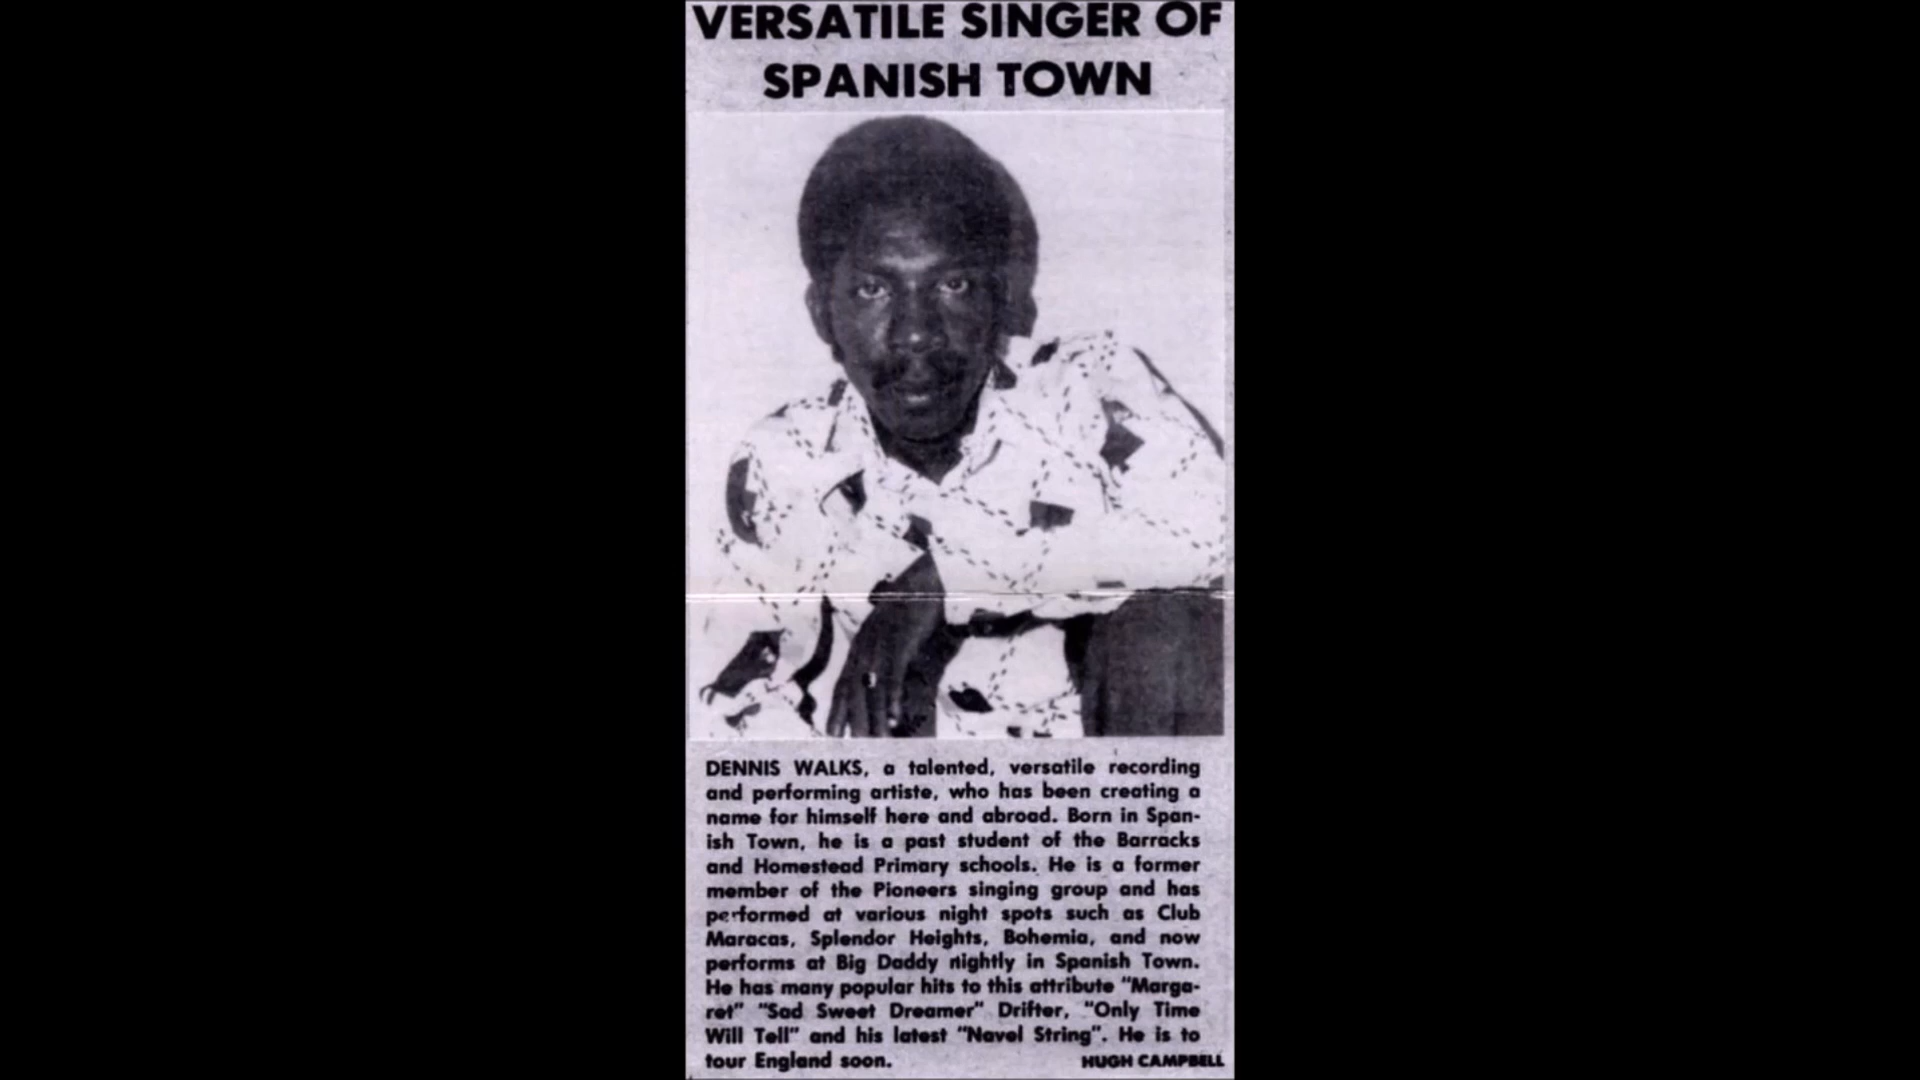 VERSATILE SINGER OF
SPANISH TOWN
DENNIS WALKS, a talented, versatile recording
and performing artiste, who has been creating a
name for himself here and abroad. Born in Span-
ish Town, he is a past student of the Barracks
and Homestead Primary schools. He is a former
member of the Pioneers singing group and has
performed at various night spots such as Club
Maracas, Splendor Heights, Bohemia, and now
performs at Big Daddy nightly in Spanish Town.
He has many popular hits to this attribute "Marga-
ret" "Sad Sweet Dreamer" Drifter, "Only Time
Will Tell" and his latest "Navel String". He is to
tour England soon. HUGH CAMPBELL